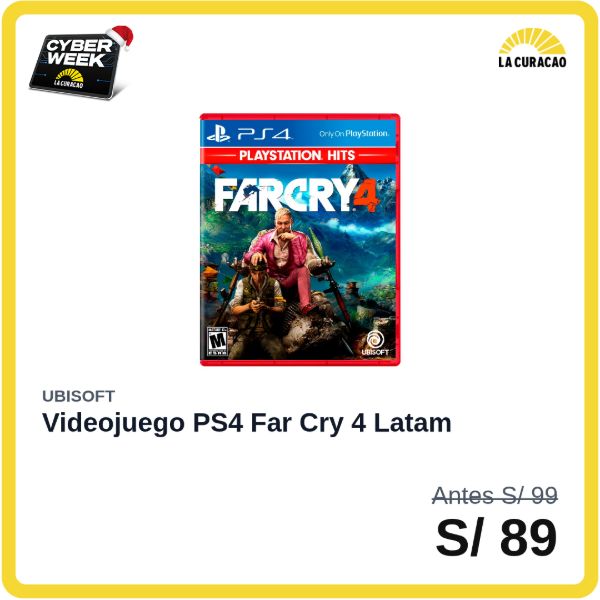 CYBER
WEEK
LA CURACAO
LA CURACAO
PS4
Only On PlayStation.
PLAYSTATION HITS
FARCRY4
M
ESRB
UBISOFT
UBISOFT
Videojuego PS4 Far Cry 4 Latam
Antes S/ 99
S/ 89